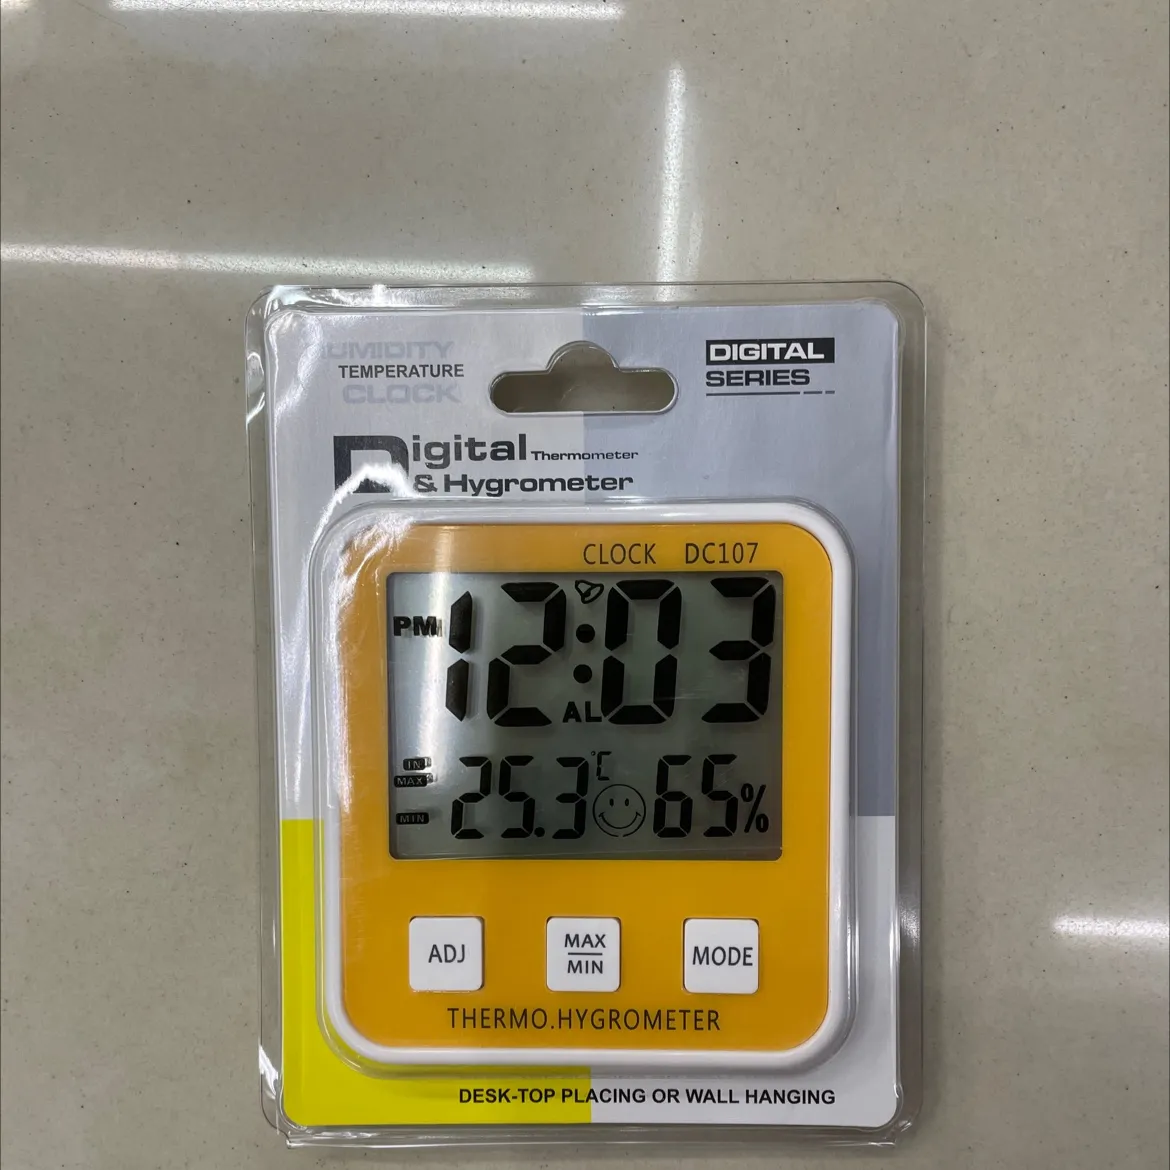 UMIDITY
TEMPERATURE
CLOCK
DIGITAL
SERIES
Digital Thermometer
& Hygrometer
CLOCK DC107
PM 12:03
AL
IN
MAX
MIN
25.3 °C 65%
ADJ
MAX
MIN
MODE
THERMO.HYGROMETER
DESK-TOP PLACING OR WALL HANGING